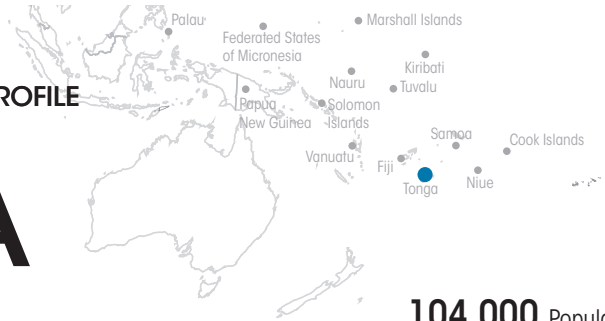 Palau
Marshall Islands
Federated States
of Micronesia
Kiribati
Nauru
Tuvalu
ROFILE
Papua
New Guinea
Solomon
Islands
Samoa
Cook Islands
Vanuatu
Fiji
Tonga
Niue
A
104,000 Popula